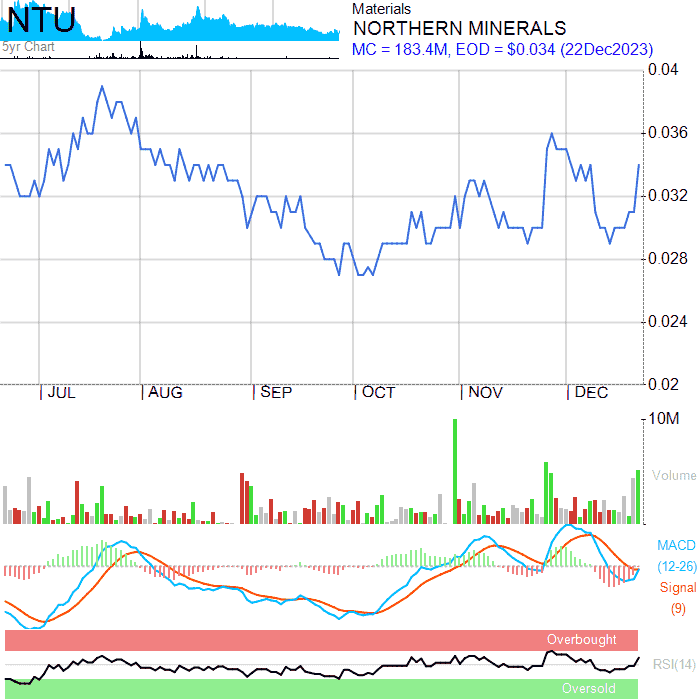 NTU
5yr Chart
Materials
NORTHERN MINERALS
MC = 183.4M, EOD = $0.034 (22Dec2023)
0.04
0.036
0.032
0.028
0.024
0.02
JUL AUG SEP OCT NOV DEC
10M
Volume
MACD
(12-26)
Signal
(9)
Overbought
RSI(14)
Oversold